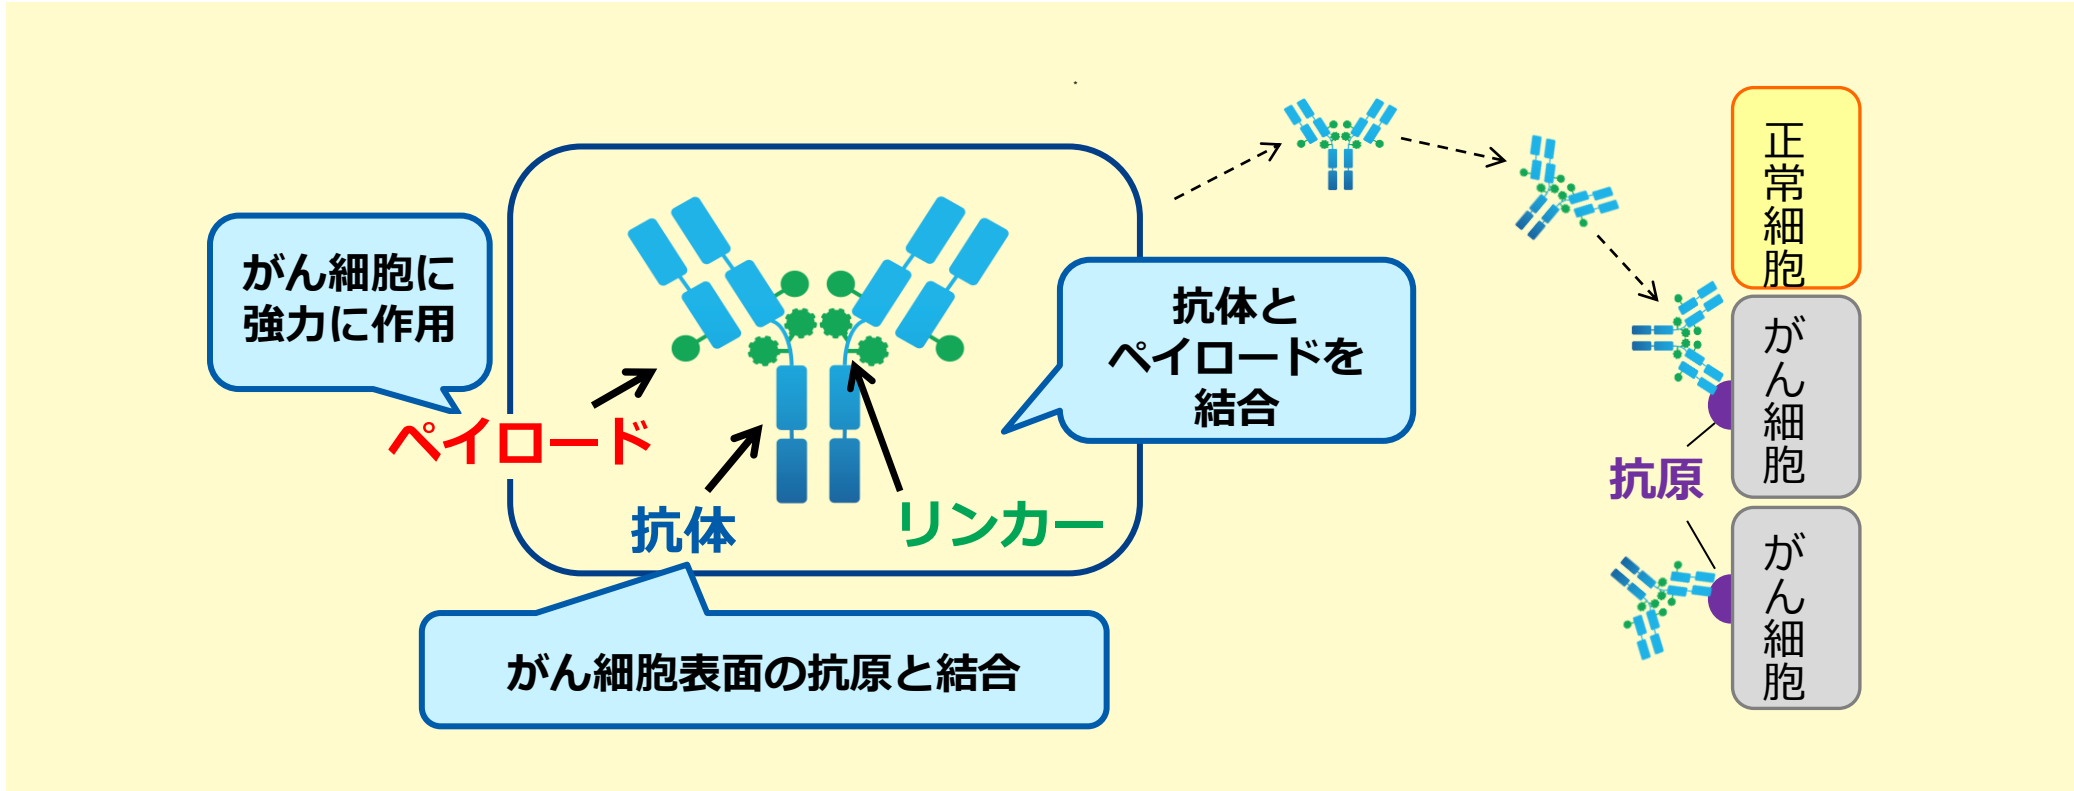 がん細胞に
強力に作用
ペイロード
抗体
リンカー
抗体と
ペイロードを
結合
がん細胞表面の抗原と結合
正常細胞
がん細胞
抗原
がん細胞